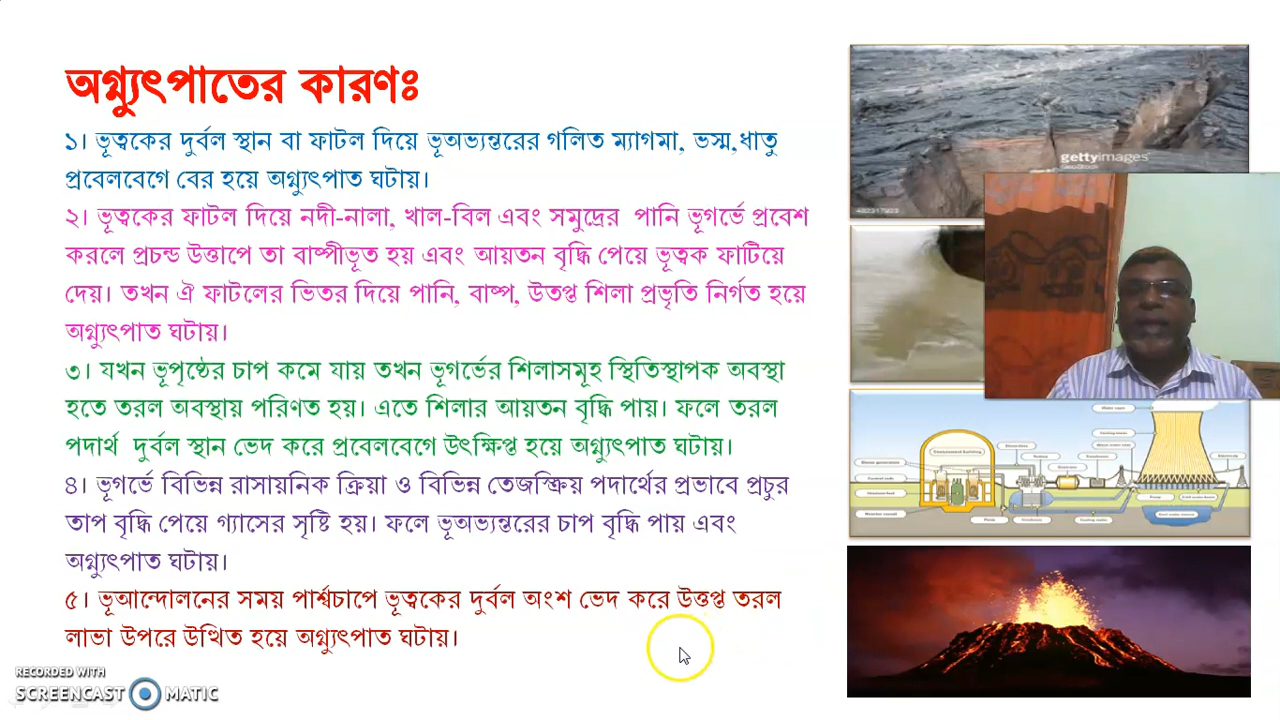 অগ্ন্যুৎপাতের কারণঃ
১। ভূত্বকের দুর্বল স্থান বা ফাটল দিয়ে ভূঅভ্যন্তরের গলিত ম্যাগমা, ভস্ম,ধাতু
প্রবেলবেগে বের হয়ে অগ্ন্যুৎপাত ঘটায়।
২। ভূত্বকের ফাটল দিয়ে নদী-নালা, খাল-বিল এবং সমুদ্রের পানি ভূগর্ভে প্রবেশ
করলে প্রচন্ড উত্তাপে তা বাষ্পীভূত হয় এবং আয়তন বৃদ্ধি পেয়ে ভূত্বক ফাটিয়ে
দেয়। তখন ঐ ফাটলের ভিতর দিয়ে পানি, বাষ্প, উতপ্ত শিলা প্রভৃতি নির্গত হয়ে
অগ্ন্যুৎপাত ঘটায়।
৩। যখন ভূপৃষ্ঠের চাপ কমে যায় তখন ভূগর্ভের শিলাসমূহ স্থিতিস্থাপক অবস্থা
হতে তরল অবস্থায় পরিণত হয়। এতে শিলার আয়তন বৃদ্ধি পায়। ফলে তরল
পদার্থ দুর্বল স্থান ভেদ করে প্রবেলবেগে উৎক্ষিপ্ত হয়ে অগ্ন্যুৎপাত ঘটায়।
৪। ভূগর্ভে বিভিন্ন রাসায়নিক ক্রিয়া ও বিভিন্ন তেজস্ক্রিয় পদার্থের প্রভাবে প্রচুর
তাপ বৃদ্ধি পেয়ে গ্যাসের সৃষ্টি হয়। ফলে ভূঅভ্যন্তরের চাপ বৃদ্ধি পায় এবং
অগ্ন্যুৎপাত ঘটায়।
৫। ভূআন্দোলনের সময় পার্শ্বচাপে ভূত্বকের দুর্বল অংশ ভেদ করে উত্তপ্ত তরল
লাভা উপরে উত্থিত হয়ে অগ্ন্যুৎপাত ঘটায়।
gettyimages
Containment building
RECORDED WITH
SCREENCAST MATIC